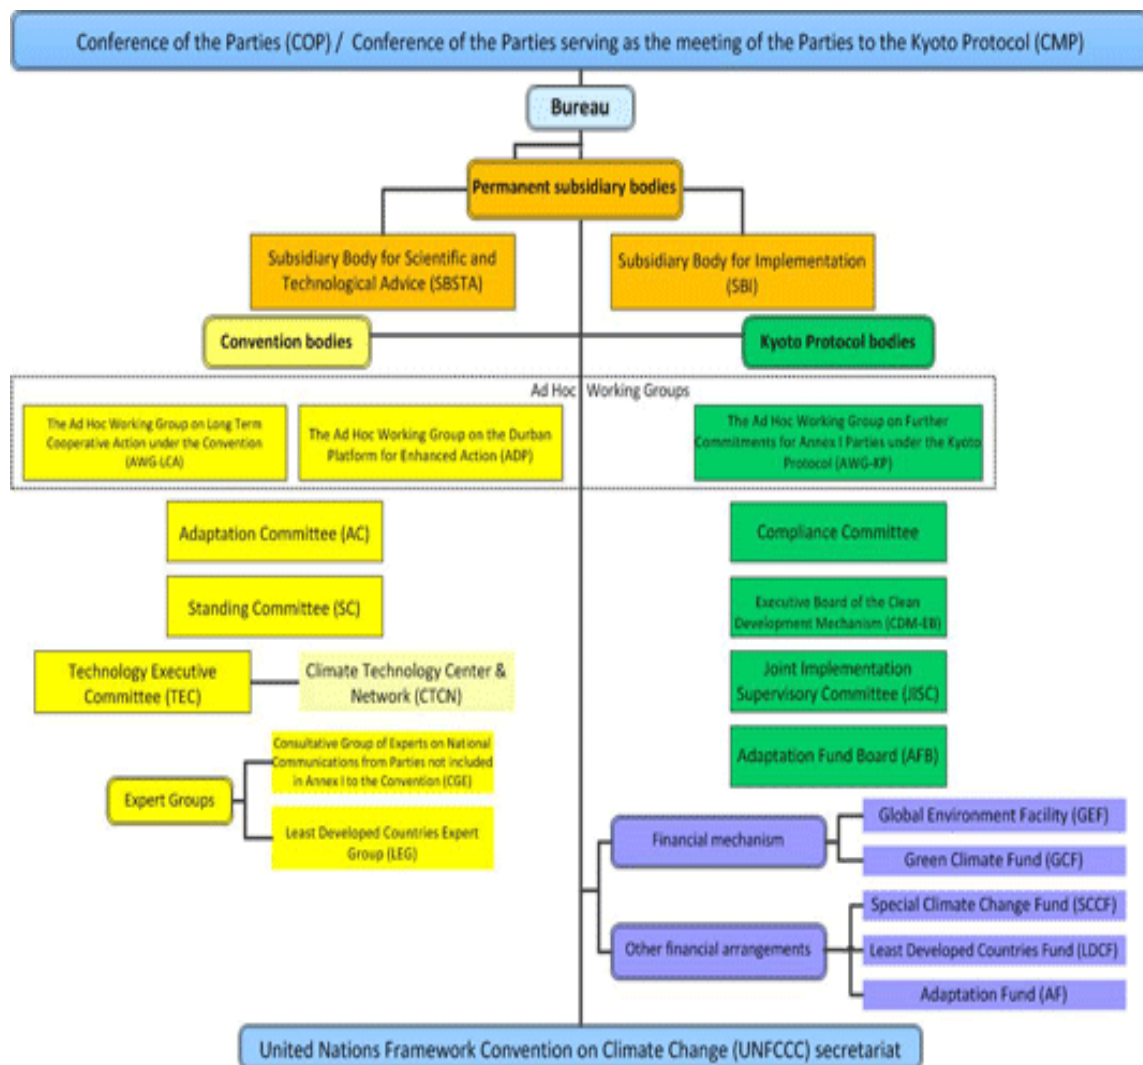 Conference of the Parties (COP) / Conference of the Parties serving as the meeting of the Parties to the Kyoto Protocol (CMP)
Bureau
Permanent subsidiary bodies
Subsidiary Body for Scientific and
Technological Advice (SBSTA)
Subsidiary Body for Implementation
(SBI)
Convention bodies
Kyoto Protocol bodies
Ad Hoc Working Groups
The Ad Hoc Working Group on Long Term
Cooperative Action under the Convention
(AWG-LCA)
The Ad Hoc Working Group on the Durban
Platform for Enhanced Action (ADP)
The Ad Hoc Working Group on Further
Commitments for Annex I Parties under the Kyoto
Protocol (AWG-KP)
Adaptation Committee (AC)
Compliance Committee
Standing Committee (SC)
Executive Board of the Clean
Development Mechanism (CDM-EB)
Technology Executive
Committee (TEC)
Climate Technology Center &
Network (CTCN)
Joint Implementation
Supervisory Committee (JISC)
Adaptation Fund Board (AFB)
Expert Groups
Consultative Group of Experts on National
Communications from Parties not included
in Annex I to the Convention (CGE)
Least Developed Countries Expert
Group (LEG)
Financial mechanism
Global Environment Facility (GEF)
Green Climate Fund (GCF)
Other financial arrangements
Special Climate Change Fund (SCCF)
Least Developed Countries Fund (LDCF)
Adaptation Fund (AF)
United Nations Framework Convention on Climate Change (UNFCCC) secretariat